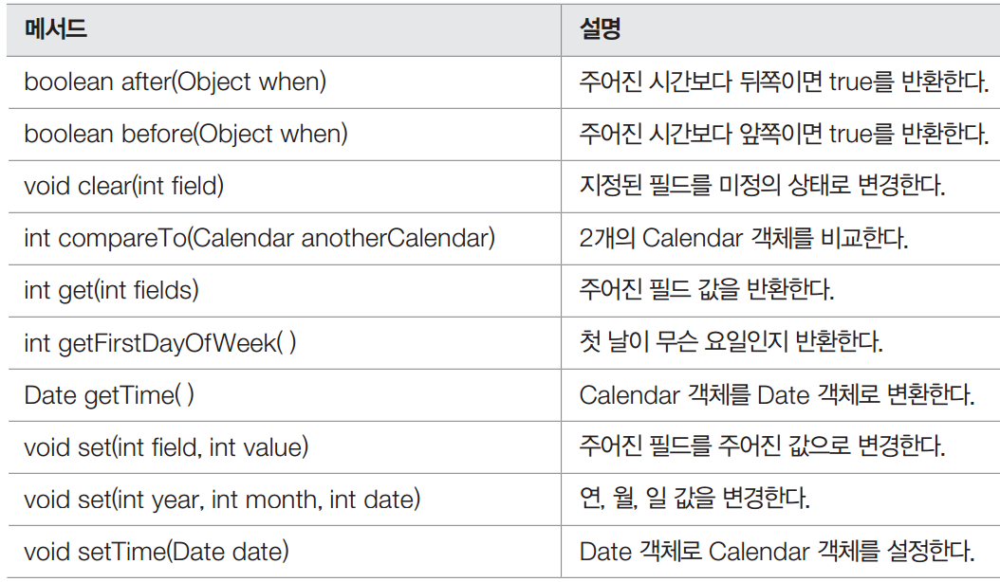 메서드 설명
boolean after(Object when) 주어진 시간보다 뒤쪽이면 true를 반환한다.
boolean before(Object when) 주어진 시간보다 앞쪽이면 true를 반환한다.
void clear(int field) 지정된 필드를 미정의 상태로 변경한다.
int compareTo(Calendar anotherCalendar) 2개의 Calendar 객체를 비교한다.
int get(int fields) 주어진 필드 값을 반환한다.
int getFirstDayOfWeek( ) 첫 날이 무슨 요일인지 반환한다.
Date getTime( ) Calendar 객체를 Date 객체로 변환한다.
void set(int field, int value) 주어진 필드를 주어진 값으로 변경한다.
void set(int year, int month, int date) 연, 월, 일 값을 변경한다.
void setTime(Date date) Date 객체로 Calendar 객체를 설정한다.